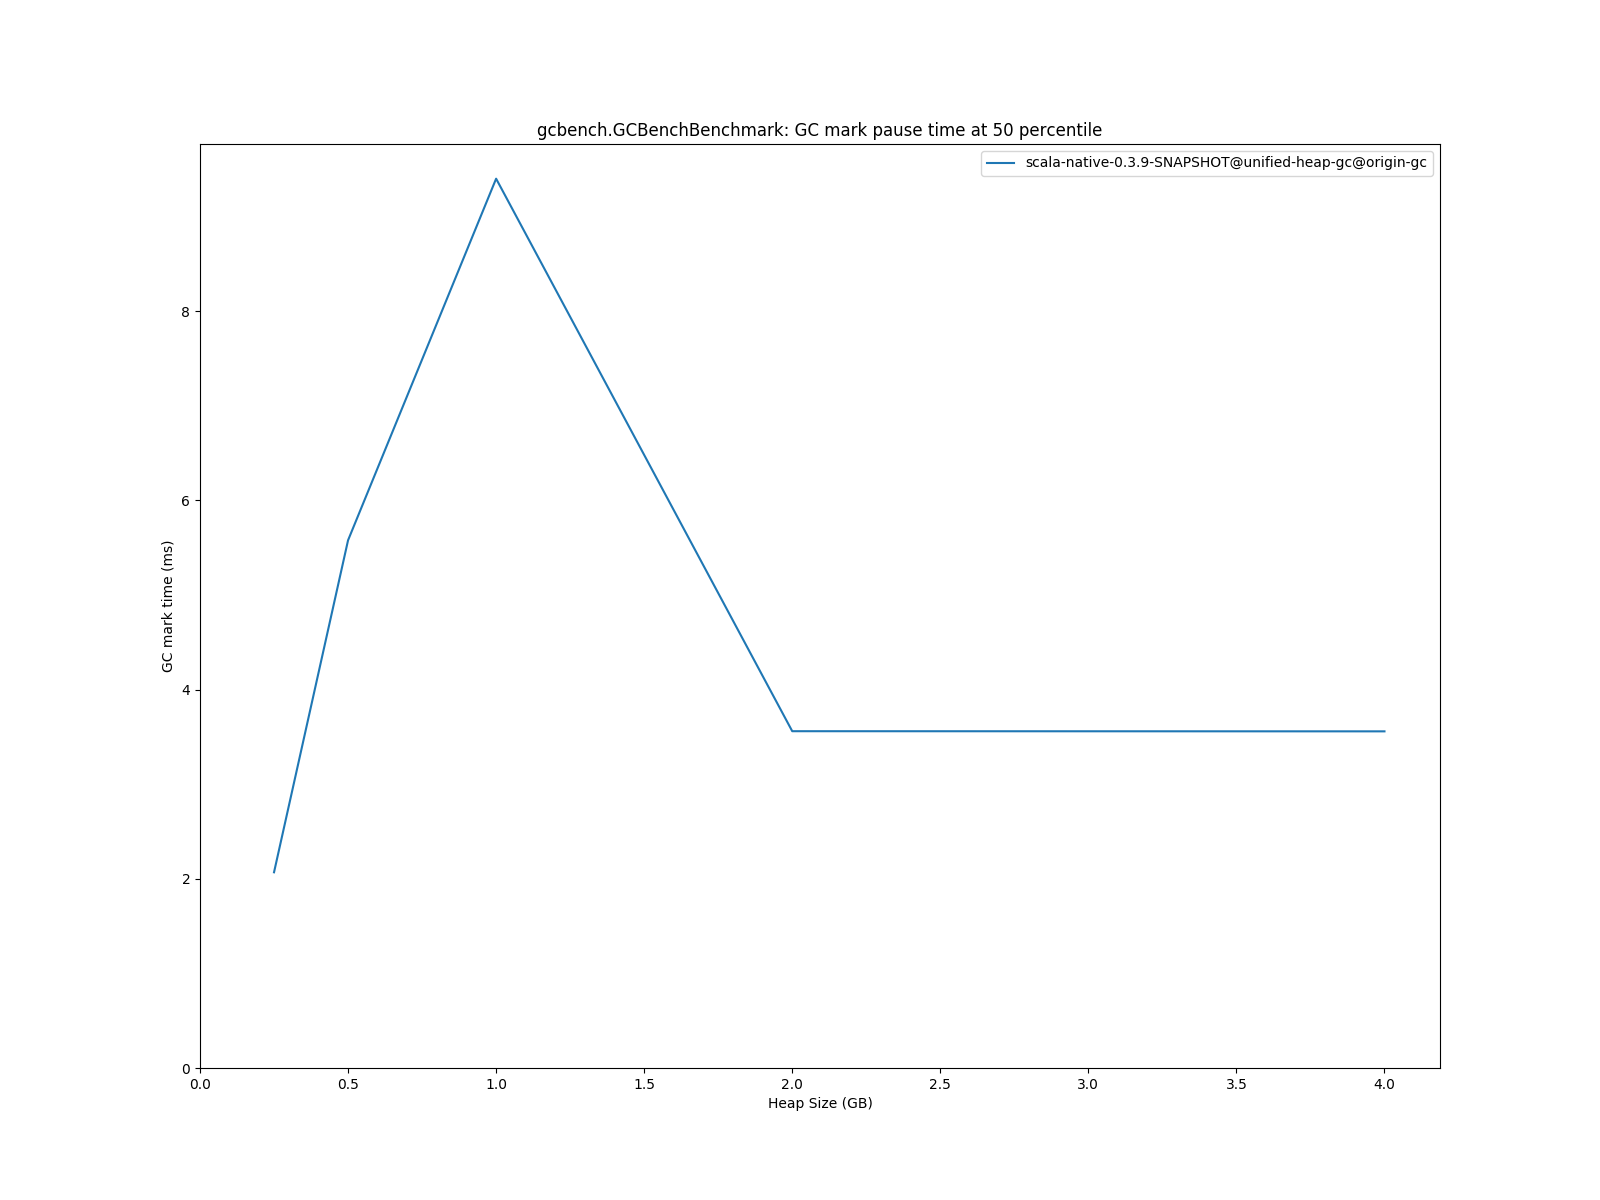 gcbench.GCBenchBenchmark: GC mark pause time at 50 percentile
scala-native-0.3.9-SNAPSHOT@unified-heap-gc@origin-gc
8
6
4
2
0
GC mark time (ms)
0.0 0.5 1.0 1.5 2.0 2.5 3.0 3.5 4.0
Heap Size (GB)